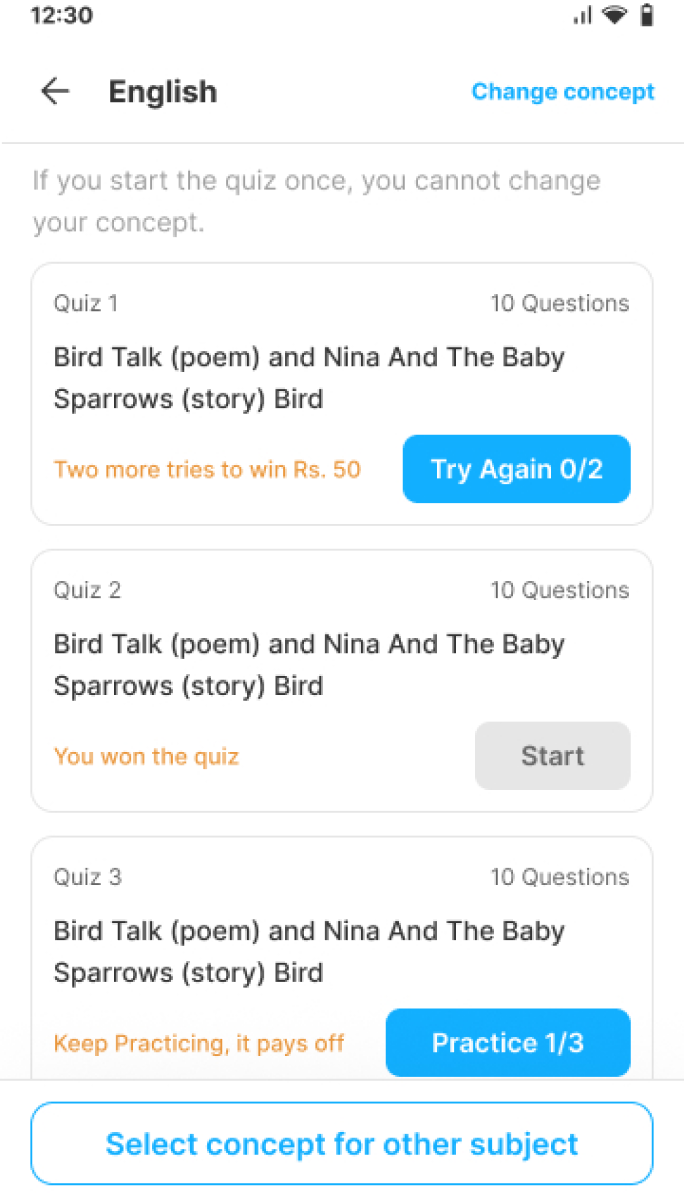 12:30
English
Change concept
If you start the quiz once, you cannot change
your concept.
Quiz 1
10 Questions
Bird Talk (poem) and Nina And The Baby
Sparrows (story) Bird
Two more tries to win Rs. 50
Try Again 0/2
Quiz 2
10 Questions
Bird Talk (poem) and Nina And The Baby
Sparrows (story) Bird
You won the quiz
Start
Quiz 3
10 Questions
Bird Talk (poem) and Nina And The Baby
Sparrows (story) Bird
Keep Practicing, it pays off
Practice 1/3
Select concept for other subject